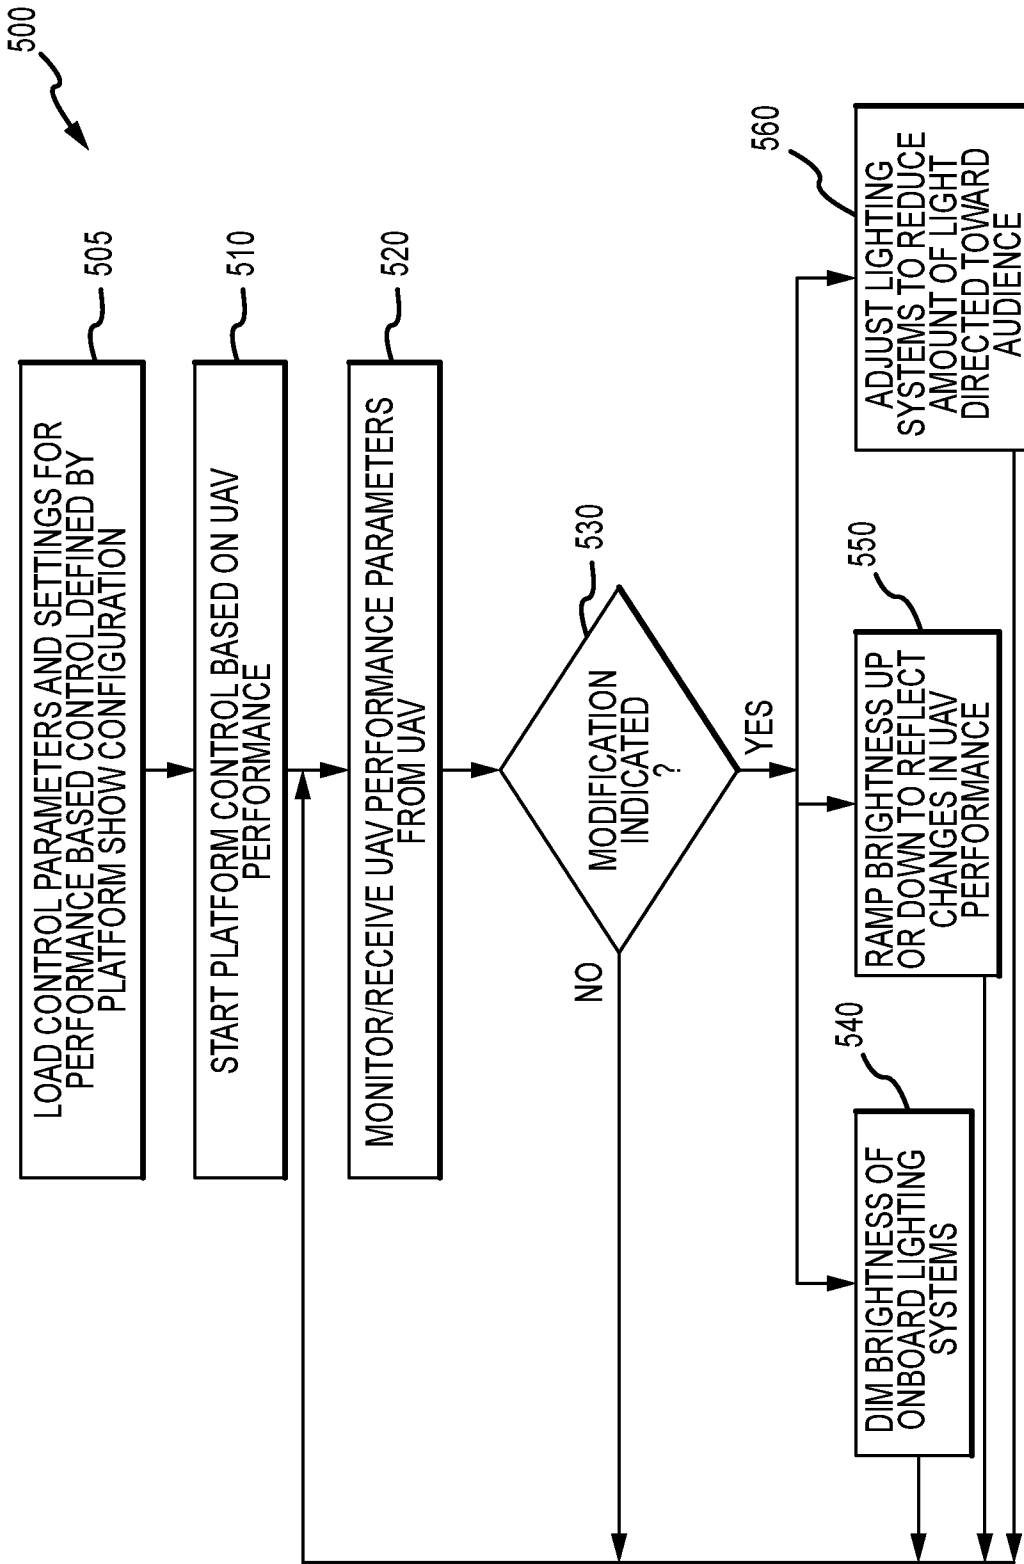 500
LOAD CONTROL PARAMETERS AND SETTINGS FOR
PERFORMANCE BASED CONTROL DEFINED BY
PLATFORM SHOW CONFIGURATION
505
START PLATFORM CONTROL BASED ON UAV
PERFORMANCE
510
MONITOR/RECEIVE UAV PERFORMANCE PARAMETERS
FROM UAV
520
MODIFICATION
INDICATED
?
530
NO
YES
DIM BRIGHTNESS OF
ONBOARD LIGHTING
SYSTEMS
540
RAMP BRIGHTNESS UP
OR DOWN TO REFLECT
CHANGES IN UAV
PERFORMANCE
550
ADJUST LIGHTING
SYSTEMS TO REDUCE
AMOUNT OF LIGHT
DIRECTED TOWARD
AUDIENCE
560